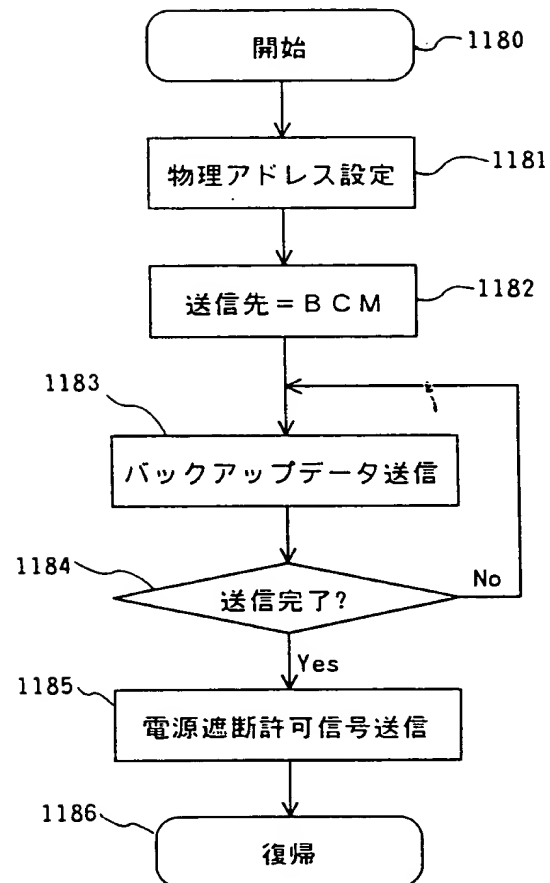 開始
1180
物理アドレス設定
1181
送信先=BCM
1182
1183
バックアップデータ送信
1184
送信完了?
No
Yes
1185
電源遮断許可信号送信
1186
復帰